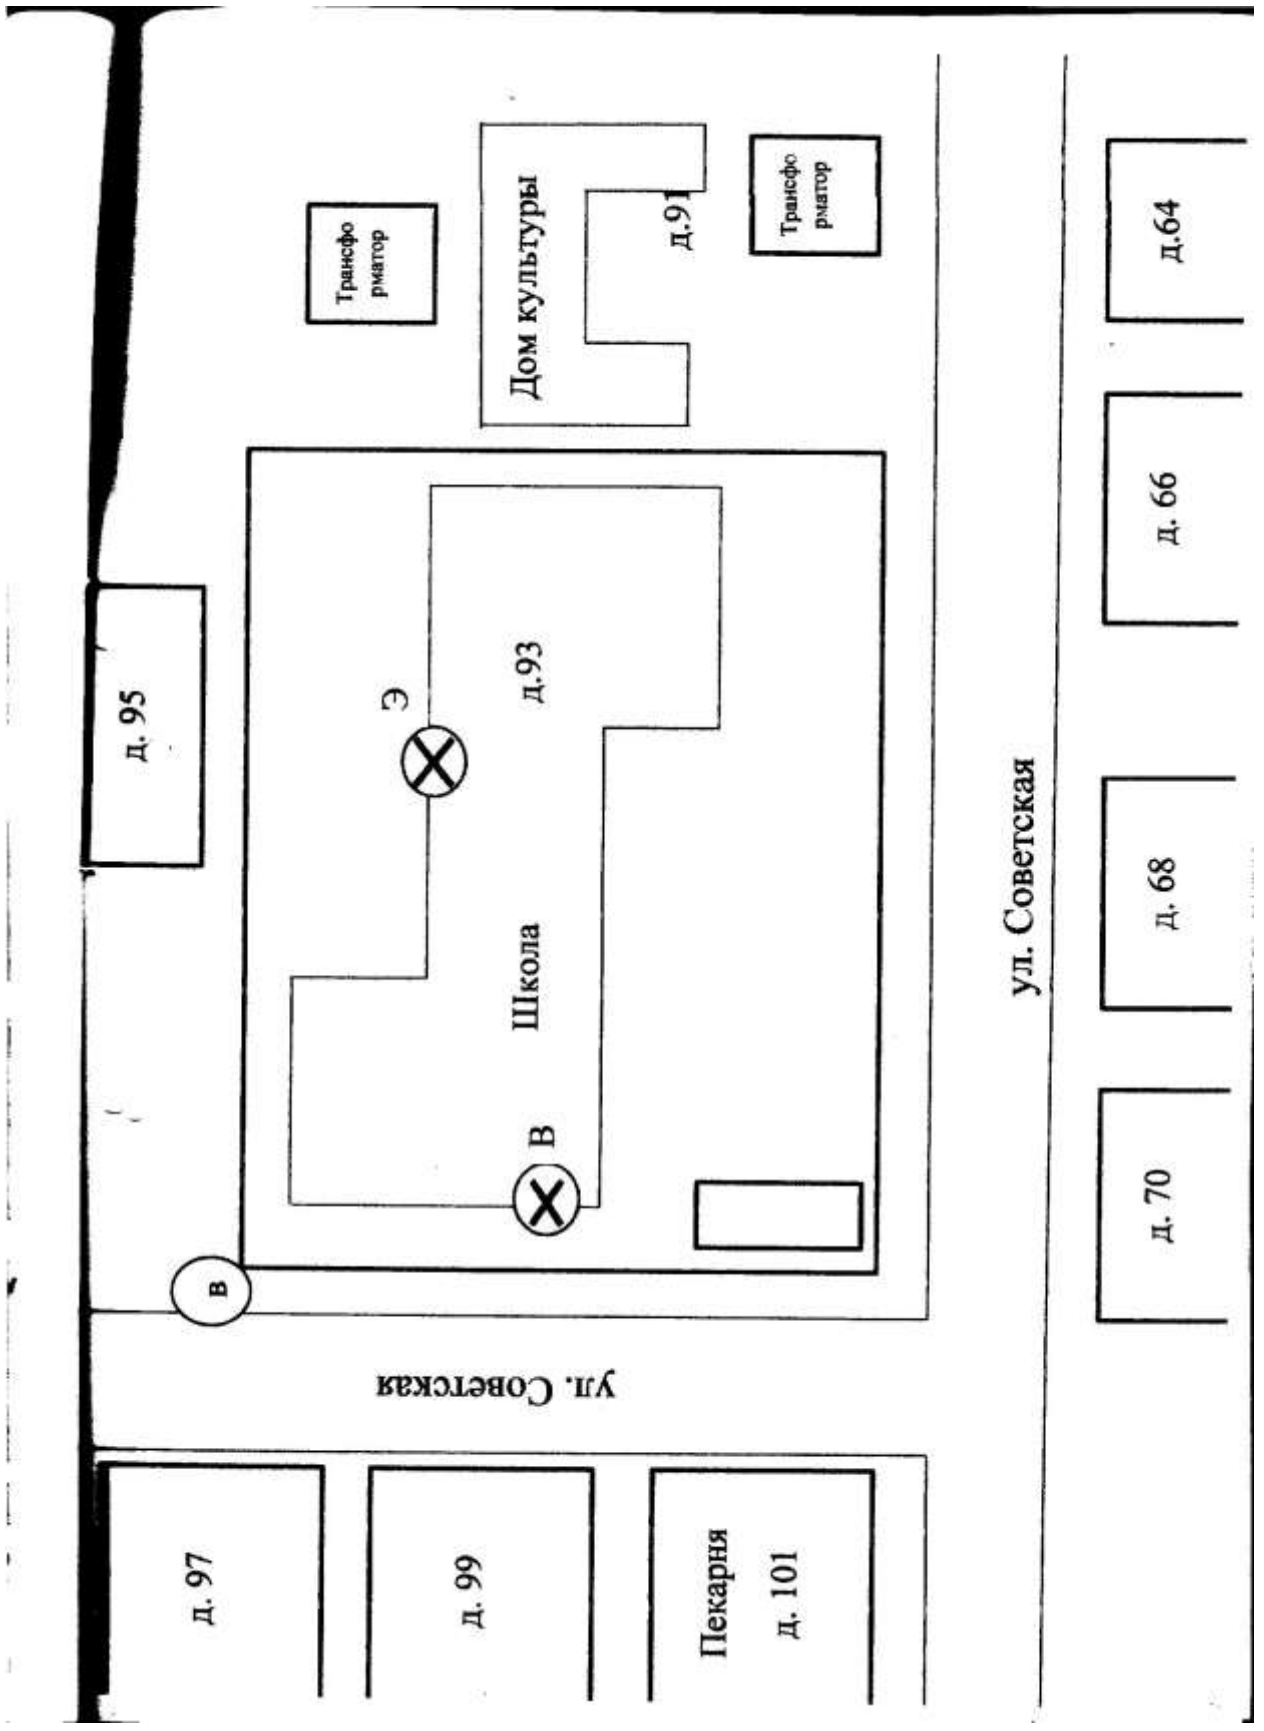 д. 95
Трансфо
рматор
Дом культуры
д.91
Трансфо
рматор
Э
д.93
Школа
В
В
ул. Советская
ул. Советская
д.64
д. 66
д. 68
д. 70
д. 97
д. 99
Пекарня
д. 101